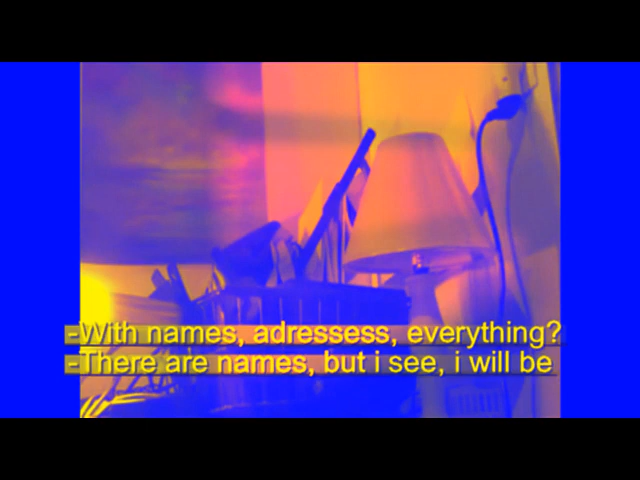 -With names, adressess, everything?
-There are names, but i see, i will be